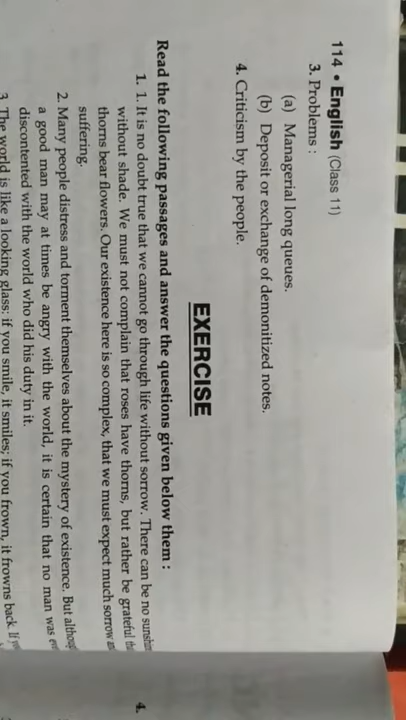 114 • English (Class 11)
3. Problems :
(a) Managerial long queues.
(b) Deposit or exchange of demonitized notes.
4. Criticism by the people.
EXERCISE
Read the following passages and answer the questions given below them :
1. 1. It is no doubt true that we cannot go through life without sorrow. There can be no
without shade. We must not complain that roses have thorns, but rather be grateful
thorns bear flowers. Our existence here is so complex, that we must expect much sorrow
suffering.
2. Many people distress and torment themselves about the mystery of existence. But
a good man may at times be angry with the world, it is certain that no man was
discontented with the world who did his duty in it.
3. The world is like a looking glass: if you smile, it smiles; if you frown, it frowns back. If
4.